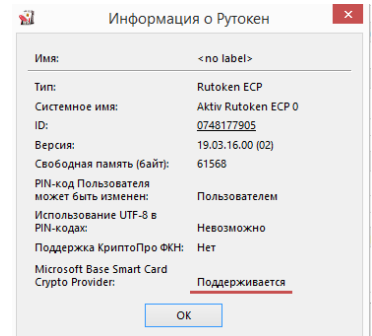 Информация о Рутокен
Имя: <no label>
Тип: Rutoken ECP
Системное имя: Aktiv Rutoken ECP 0
ID: 0748177905
Версия: 19.03.16.00 (02)
Свободная память (байт): 61568
PIN-код Пользователя
может быть изменен: Пользователем
Использование UTF-8 в
PIN-кодах: Невозможно
Поддержка КриптоПро ФКН: Нет
Microsoft Base Smart Card
Crypto Provider: Поддерживается
OK